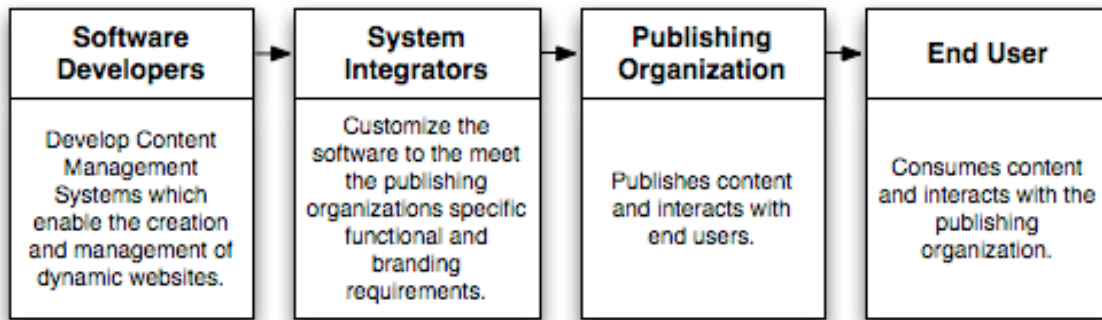 Software
Developers
Develop Content
Management
Systems which
enable the creation
and management of
dynamic websites.
System
Integrators
Customize the
software to the meet
the publishing
organizations specific
functional and
branding
requirements.
Publishing
Organization
Publishes content
and interacts with
end users.
End User
Consumes content
and interacts with the
publishing
organization.